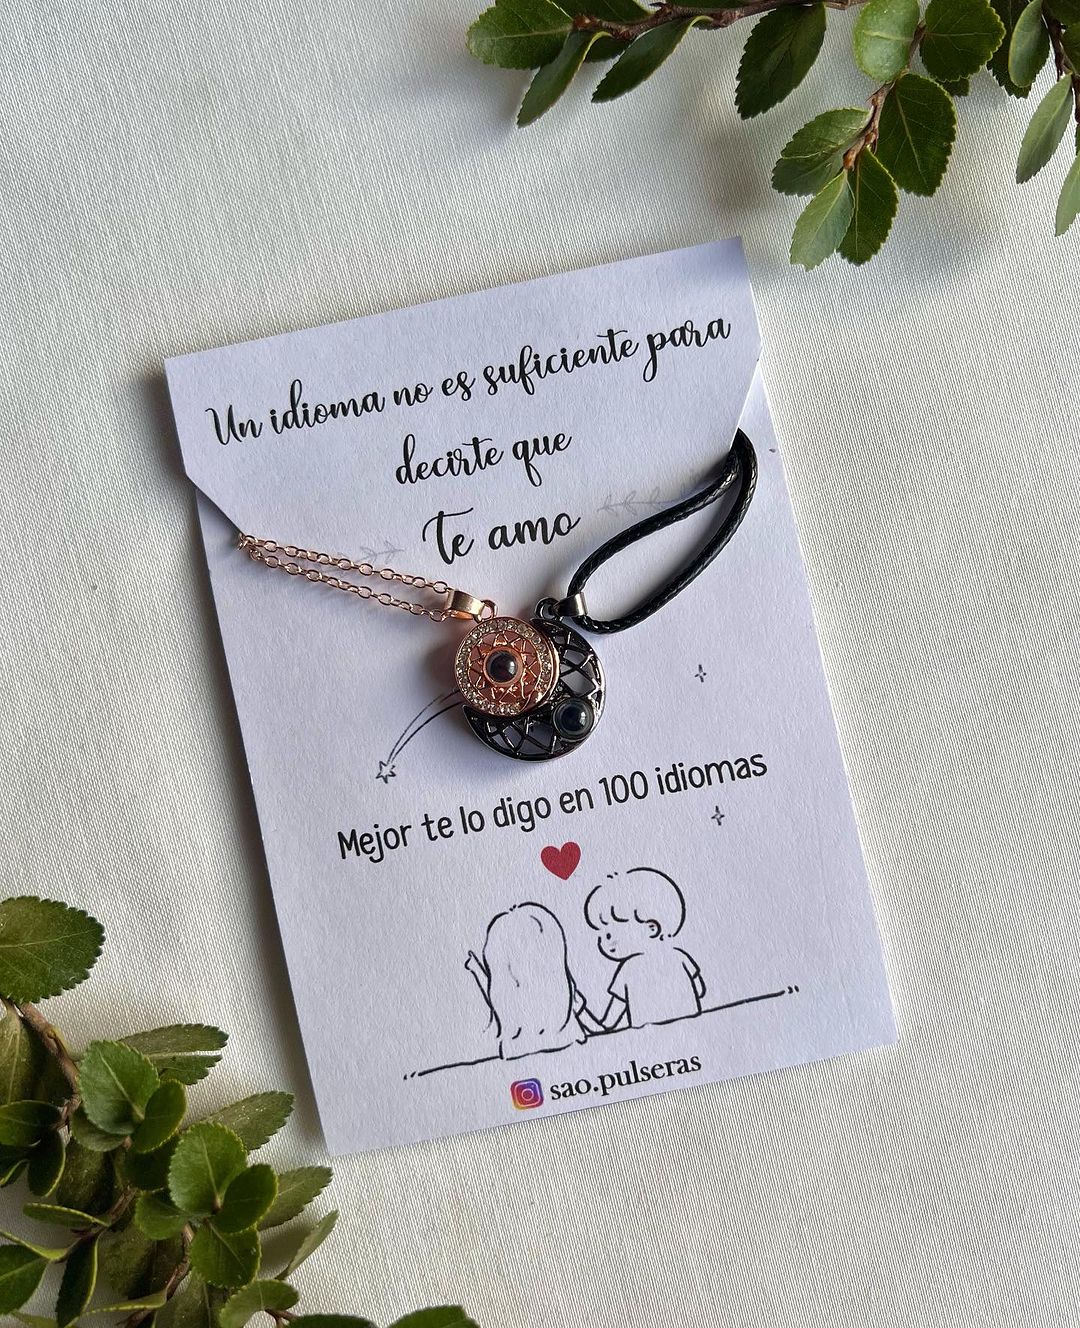 Un idioma no es suficiente para
decirte que
Te amo
Mejor te lo digo en 100 idiomas
sao.pulseras